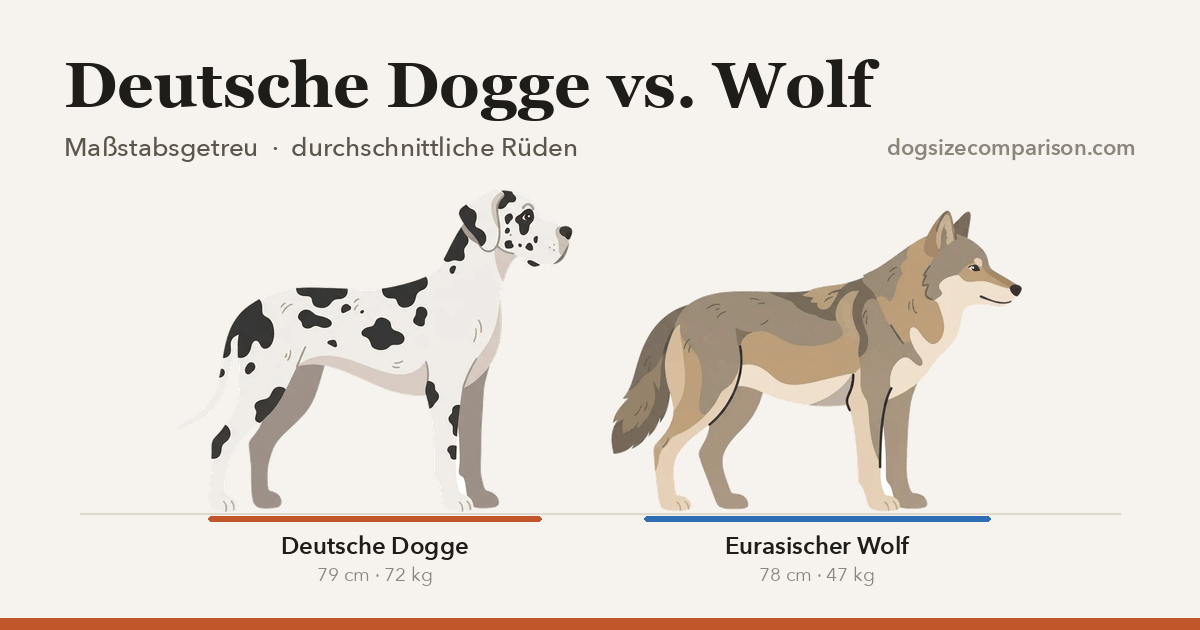 Deutsche Dogge vs. Wolf
Maßstabsgetreu · durchschnittliche Rüden
dogsizecomparison.com
Deutsche Dogge
79 cm · 72 kg
Eurasischer Wolf
78 cm · 47 kg